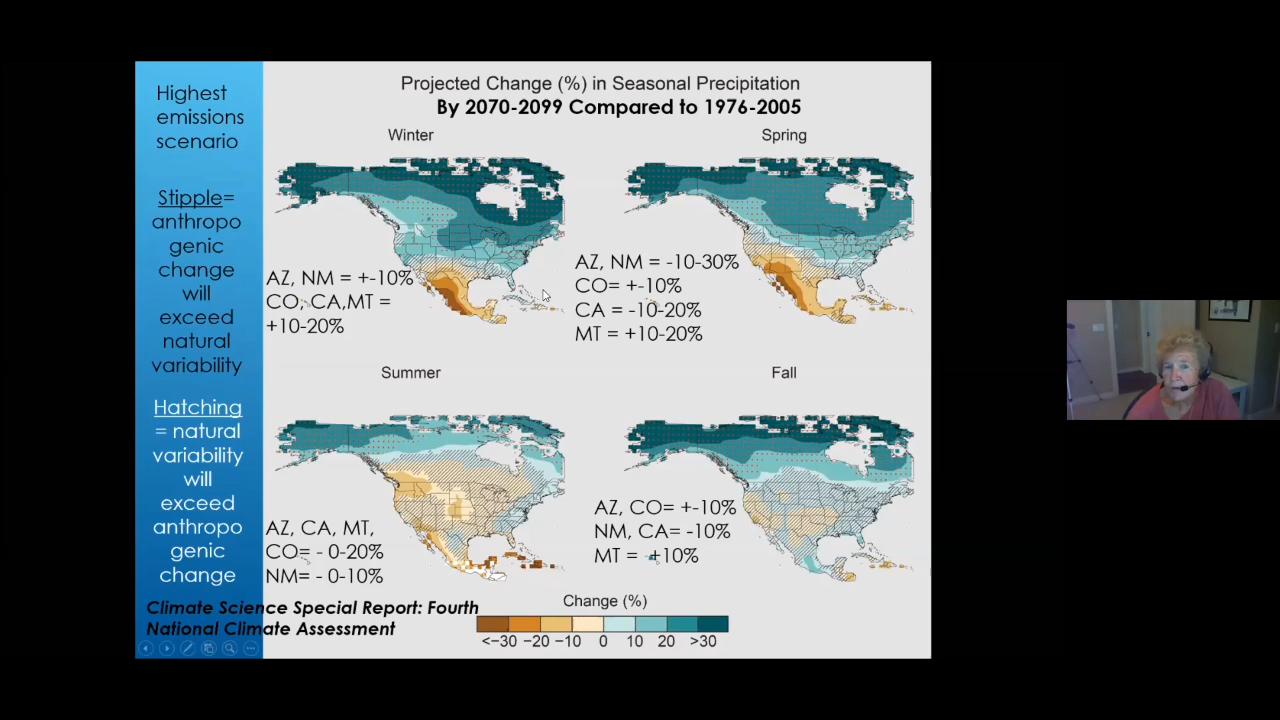 Highest
emissions
scenario
Stipple=
anthropo
genic
change
will
exceed
natural
variability
Hatching
= natural
variability
will
exceed
anthropo
genic
change
Projected Change (%) in Seasonal Precipitation
By 2070-2099 Compared to 1976-2005
Winter
Spring
AZ, NM = +-10%
CO, CA,MT =
+10-20%
AZ, NM = -10-30%
CO= +-10%
CA = -10-20%
MT = +10-20%
Summer
Fall
AZ, CA, MT,
CO= - 0-20%
NM= - 0-10%
AZ, CO= +-10%
NM, CA= -10%
MT = -+10%
Climate Science Special Report: Fourth
National Climate Assessment
Change (%)
<−30 −20 −10 0 10 20 >30